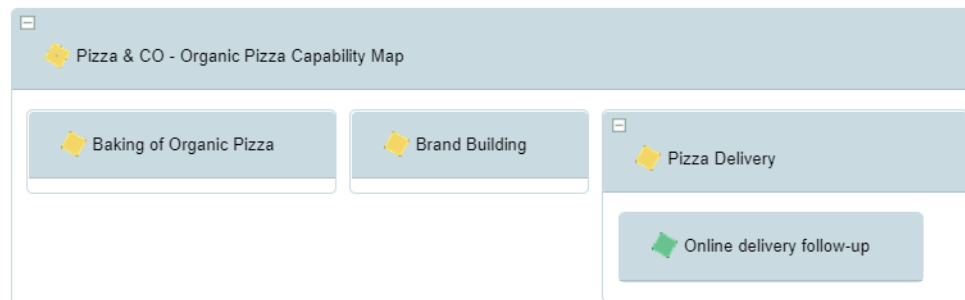 Pizza & CO - Organic Pizza Capability Map
Baking of Organic Pizza
Brand Building
Pizza Delivery
Online delivery follow-up